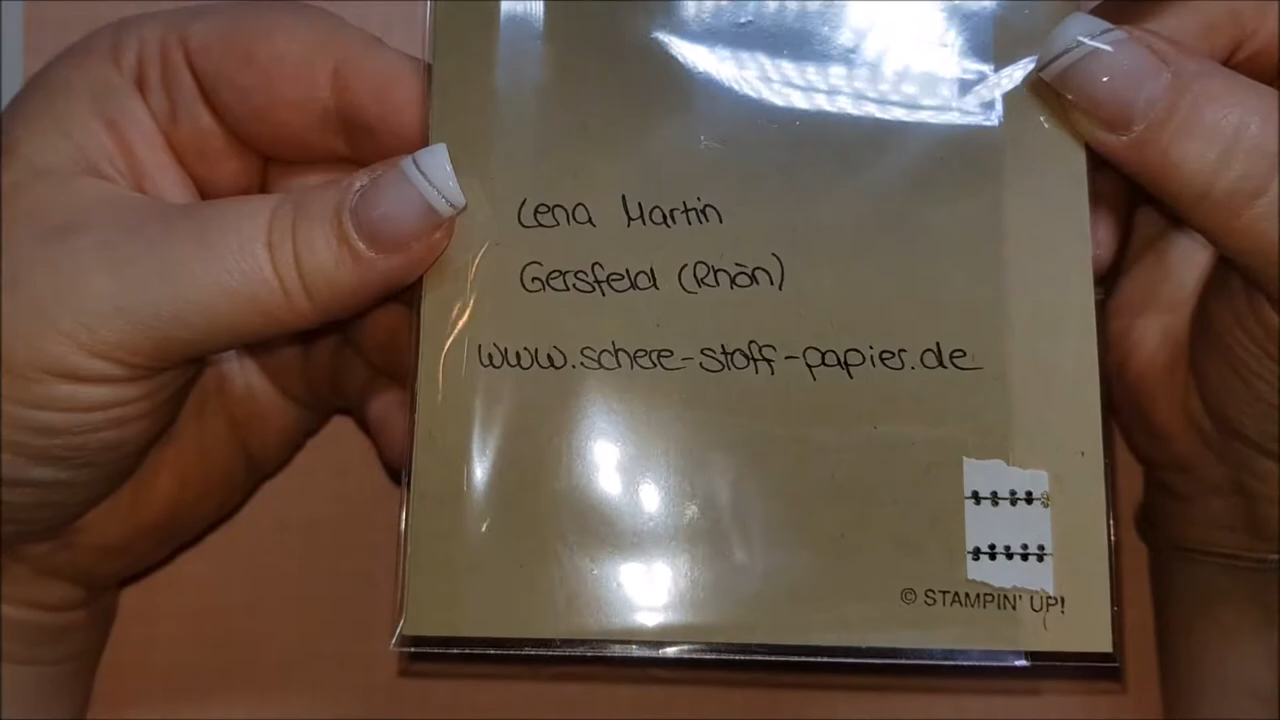 Lena Martin
Gersfeld (Rhön)
www.schere-stoff-papier.de
© STAMPIN' UP!